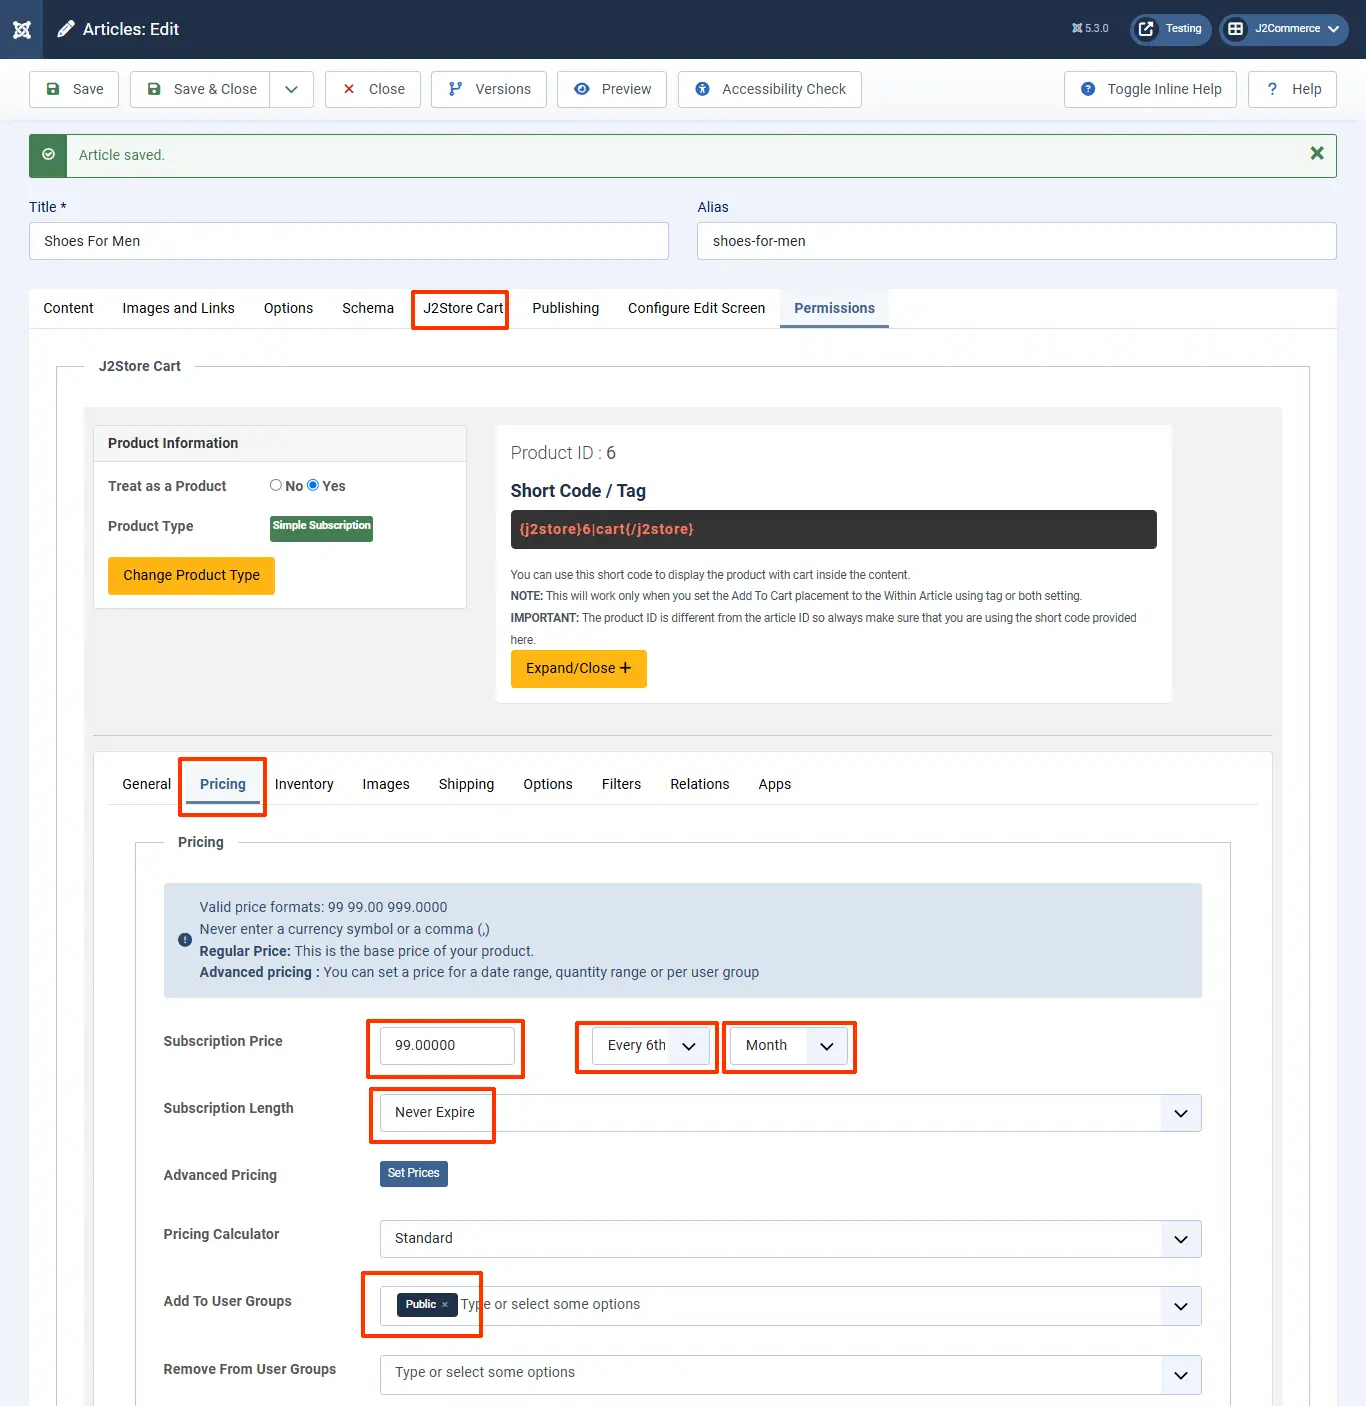 Articles: Edit
5.3.0
Testing
J2Commerce
Save
Save & Close
Close
Versions
Preview
Accessibility Check
Toggle Inline Help
? Help
Article saved.
Title *
Alias
Shoes For Men
shoes-for-men
Content
Images and Links
Options
Schema
J2Store Cart
Publishing
Configure Edit Screen
Permissions
J2Store Cart
Product Information
Treat as a Product
No
Yes
Product Type
Simple Subscription
Change Product Type
Product ID : 6
Short Code / Tag
{j2store}6|cart{/j2store}
You can use this short code to display the product with cart inside the content.
NOTE: This will work only when you set the Add To Cart placement to the Within Article using tag or both setting.
IMPORTANT: The product ID is different from the article ID so always make sure that you are using the short code provided
here.
Expand/Close +
General
Pricing
Inventory
Images
Shipping
Options
Filters
Relations
Apps
Pricing
Valid price formats: 99 99.00 999.0000
Never enter a currency symbol or a comma (,)
Regular Price: This is the base price of your product.
Advanced pricing : You can set a price for a date range, quantity range or per user group
Subscription Price
99.00000
Every 6th
Month
Subscription Length
Never Expire
Advanced Pricing
Set Prices
Pricing Calculator
Standard
Add To User Groups
Public ×
Type or select some options
Remove From User Groups
Type or select some options